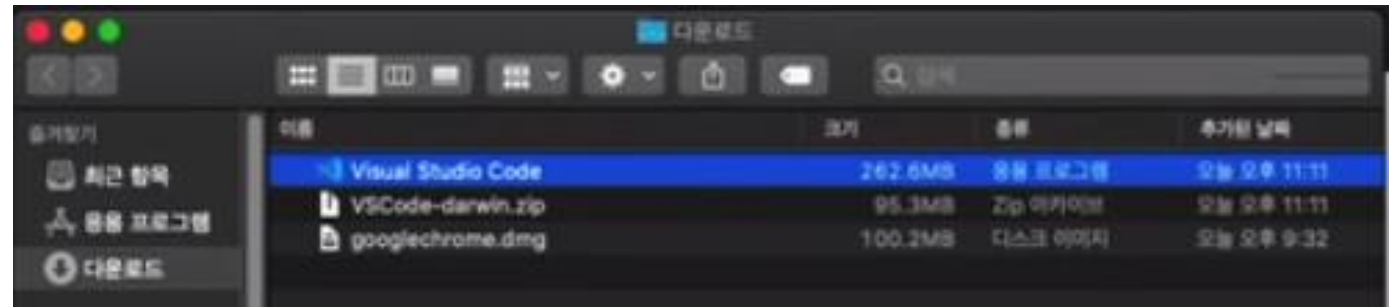 다운로드
검색
즐겨찾기
이름 크기 종류 추가된 날짜
최근 항목
Visual Studio Code 262.6MB 응용 프로그램 오늘 오후 11:11
응용 프로그램
VSCode-darwin.zip 95.3MB Zip 아카이브 오늘 오후 11:11
googlechrome.dmg 100.2MB 디스크 이미지 오늘 오후 9:32
다운로드